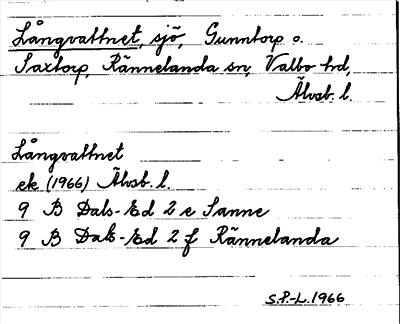 Långvattnet, sjö, Gunntorp o.
Saxtorp, Rännelanda sn, Valbo hd,
Älvsb. l.
Långvattnet
ek (1966) Älvsb. l.
9 B Dals-Ed 2 e Sanne
9 B Dals-Ed 2 f Rännelanda
S.P.-L. 1966